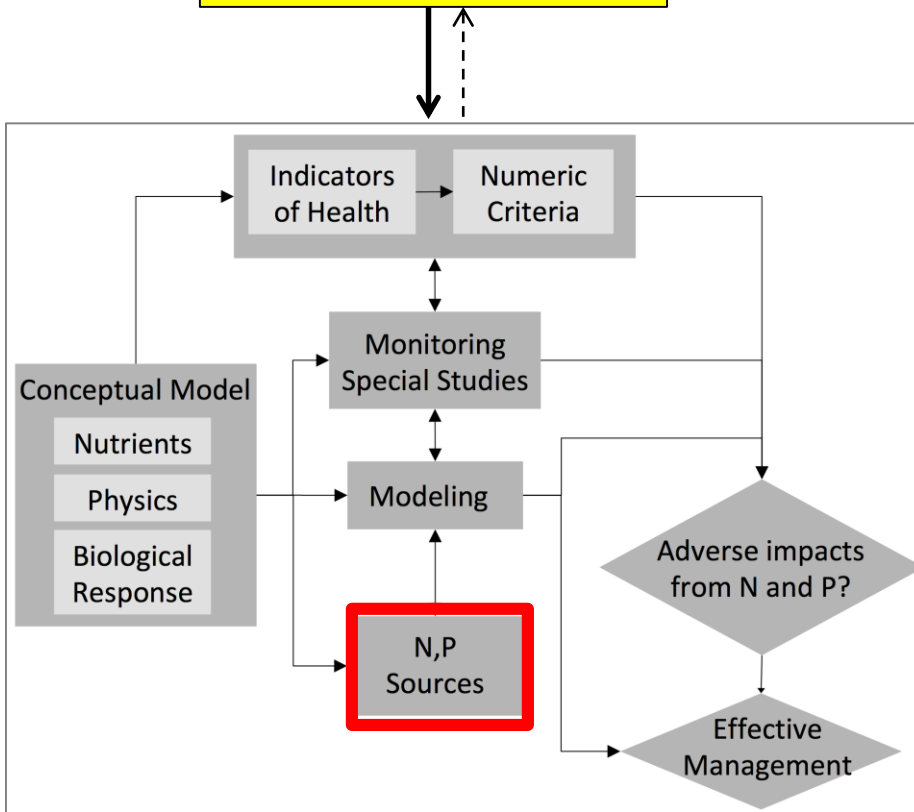 Indicators
of Health
Numeric
Criteria
Monitoring
Special Studies
Conceptual Model
Nutrients
Physics
Biological
Response
Modeling
N,P
Sources
Adverse impacts
from N and P?
Effective
Management